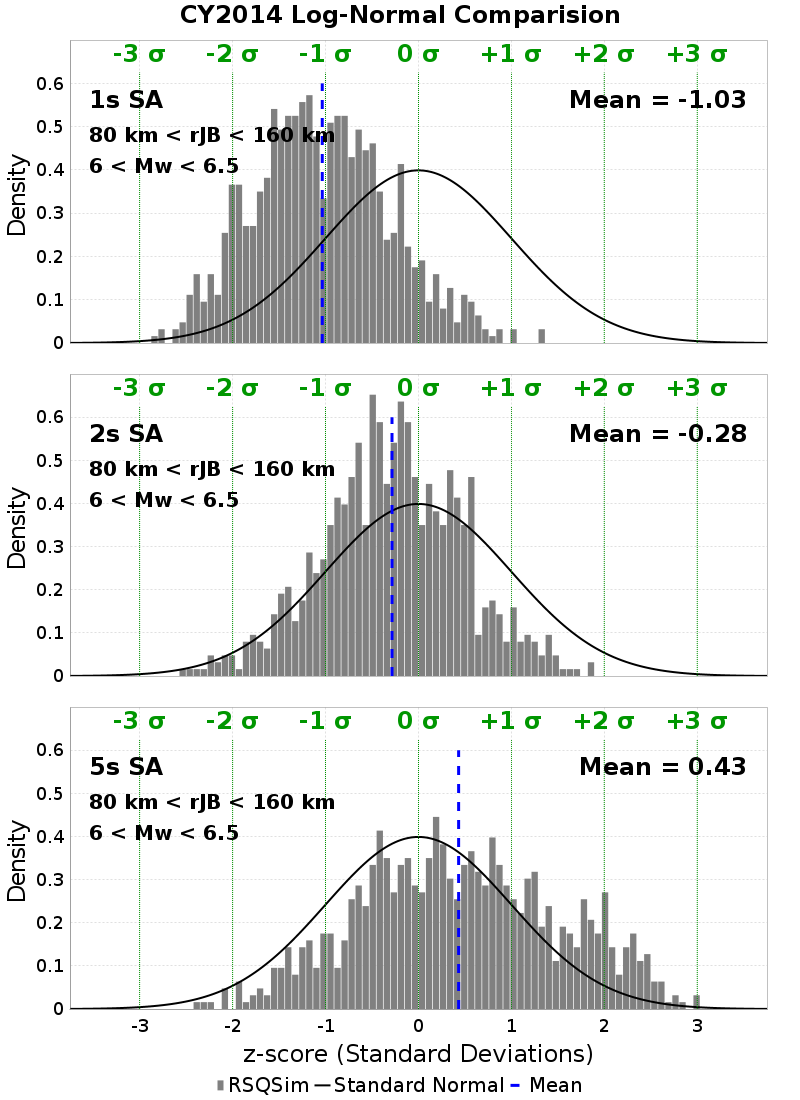 CY2014 Log-Normal Comparision
-3 σ -2 σ -1 σ 0 σ +1 σ +2 σ +3 σ
0.6
1s SA Mean = -1.03
0.5
80 km < rJB < 160 km
0.4
6 < Mw < 6.5
0.3
0.2
0.1
0
Density
-3 σ -2 σ -1 σ 0 σ +1 σ +2 σ +3 σ
0.6
2s SA Mean = -0.28
0.5
80 km < rJB < 160 km
0.4
6 < Mw < 6.5
0.3
0.2
0.1
0
Density
-3 σ -2 σ -1 σ 0 σ +1 σ +2 σ +3 σ
0.6
5s SA Mean = 0.43
0.5
80 km < rJB < 160 km
0.4
6 < Mw < 6.5
0.3
0.2
0.1
0
Density
-3 -2 -1 0 1 2 3
z-score (Standard Deviations)
RSQSim Standard Normal Mean